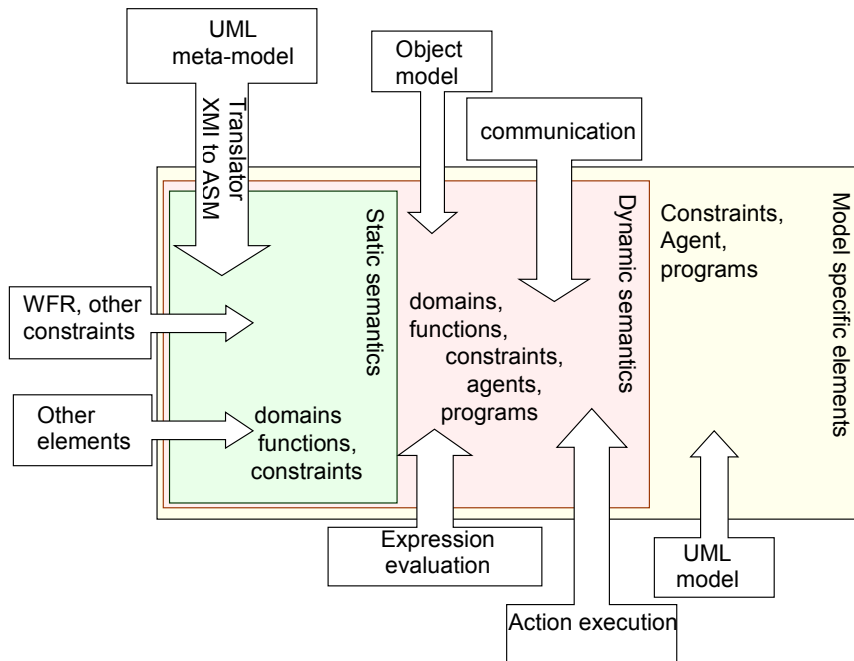 UML
meta-model
Translator
XMI to ASM
Object
model
communication
Static semantics
Dynamic semantics
Model specific elements
Constraints,
Agent,
programs
WFR, other
constraints
domains,
functions,
constraints,
agents,
programs
Other
elements
domains
functions,
constraints
Expression
evaluation
UML
model
Action execution